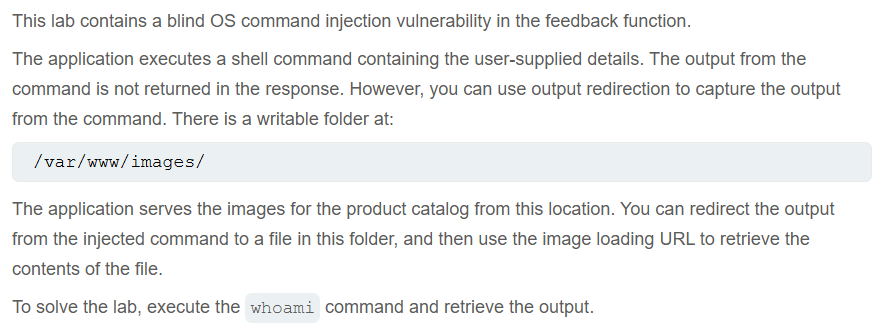 This lab contains a blind OS command injection vulnerability in the feedback function.
The application executes a shell command containing the user-supplied details. The output from the
command is not returned in the response. However, you can use output redirection to capture the output
from the command. There is a writable folder at:
/var/www/images/
The application serves the images for the product catalog from this location. You can redirect the output
from the injected command to a file in this folder, and then use the image loading URL to retrieve the
contents of the file.
To solve the lab, execute the whoami command and retrieve the output.